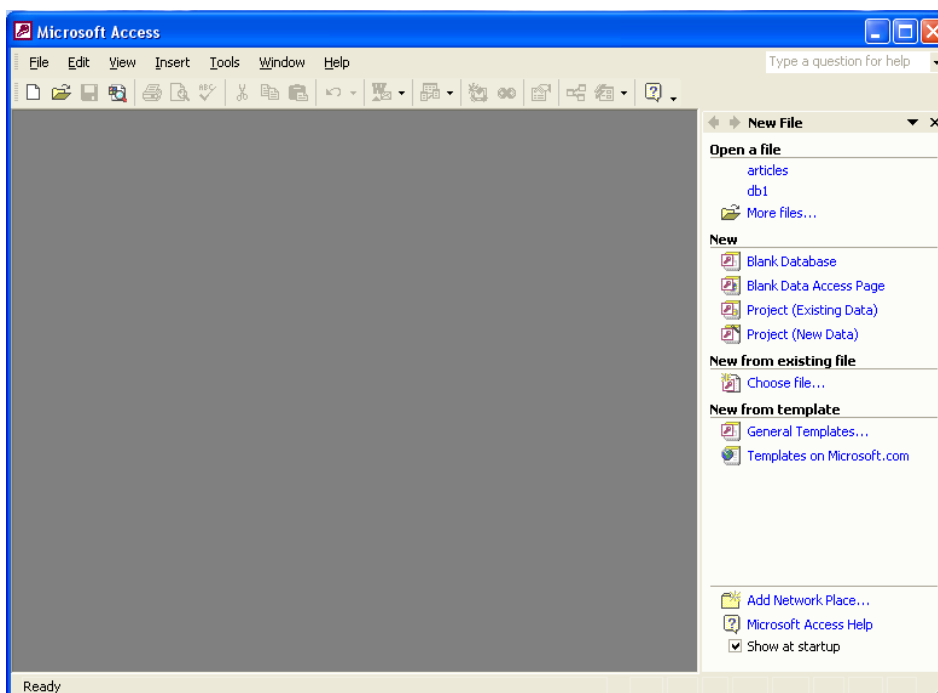 Microsoft Access
File Edit View Insert Tools Window Help
Type a question for help
New File
Open a file
articles
db1
More files...
New
Blank Database
Blank Data Access Page
Project (Existing Data)
Project (New Data)
New from existing file
Choose file...
New from template
General Templates...
Templates on Microsoft.com
Add Network Place...
Microsoft Access Help
Show at startup
Ready